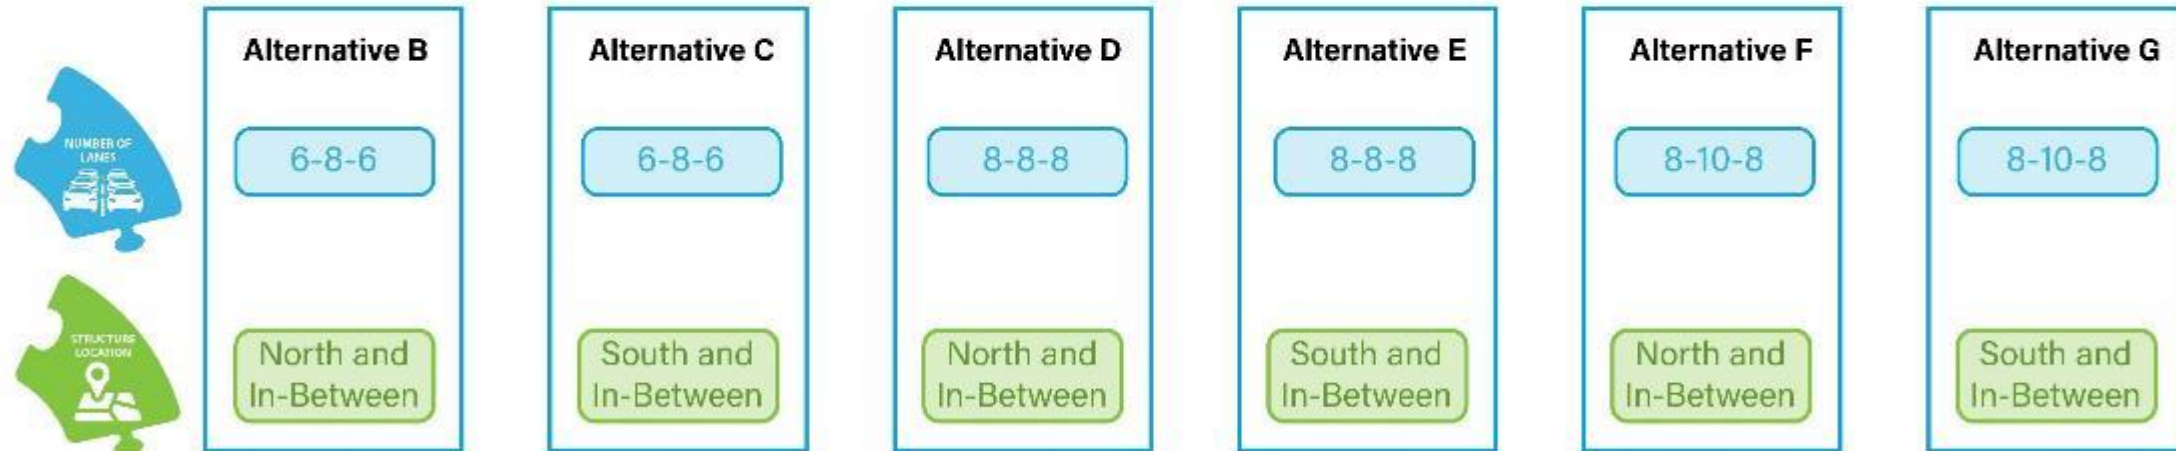 Alternative B
Alternative C
Alternative D
Alternative E
Alternative F
Alternative G
NUMBER OF
LANES
6-8-6
6-8-6
8-8-8
8-8-8
8-10-8
8-10-8
STRUCTURE
LOCATION
North and
In-Between
South and
In-Between
North and
In-Between
South and
In-Between
North and
In-Between
South and
In-Between